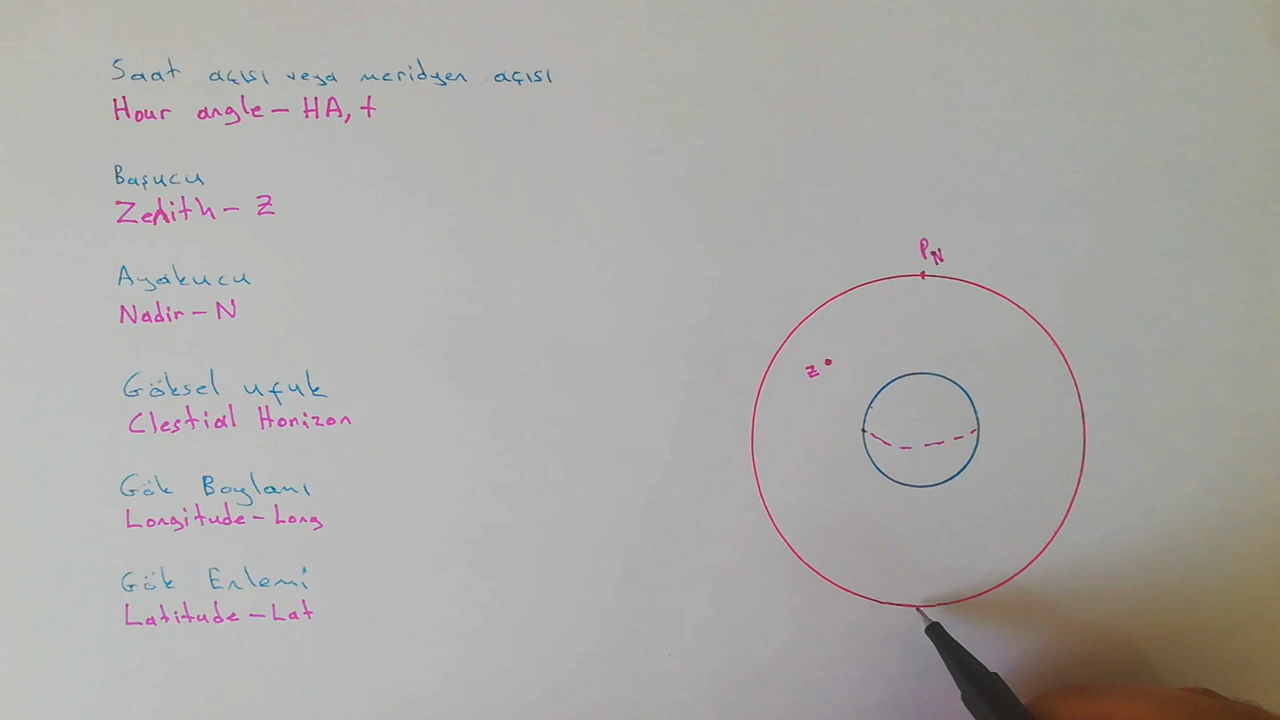 Saat açısı veya meridyen açısı
Hour angle - HA, t
Başucu
Zenith - Z
Ayakucu
Nadir - N
Göksel ufuk
Clestial Horizon
Gök Boylamı
Longitude - Long
Gök Enlemi
Latitude - Lat
PN
Z